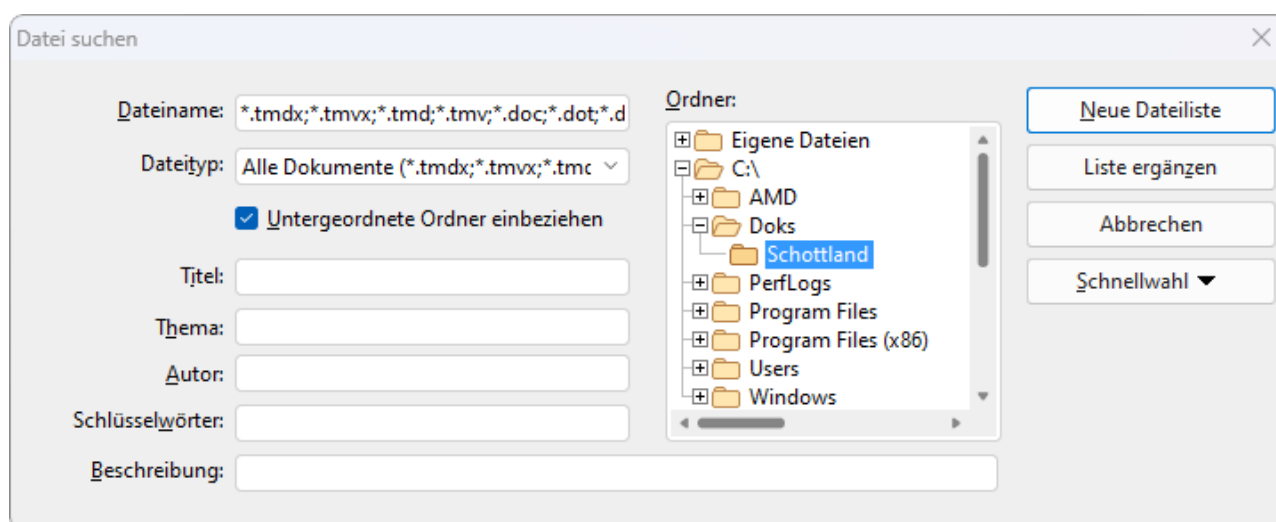 Datei suchen
Dateiname: *.tmdx;*.tmvx;*.tmd;*.tmv;*.doc;*.dot;*.d
Dateityp: Alle Dokumente (*.tmdx;*.tmvx;*.tmc
Untergeordnete Ordner einbeziehen
Titel:
Thema:
Autor:
Schlüsselwörter:
Beschreibung:
Ordner:
Eigene Dateien
C:\
AMD
Doks
Schottland
PerfLogs
Program Files
Program Files (x86)
Users
Windows
Neue Dateiliste
Liste ergänzen
Abbrechen
Schnellwahl